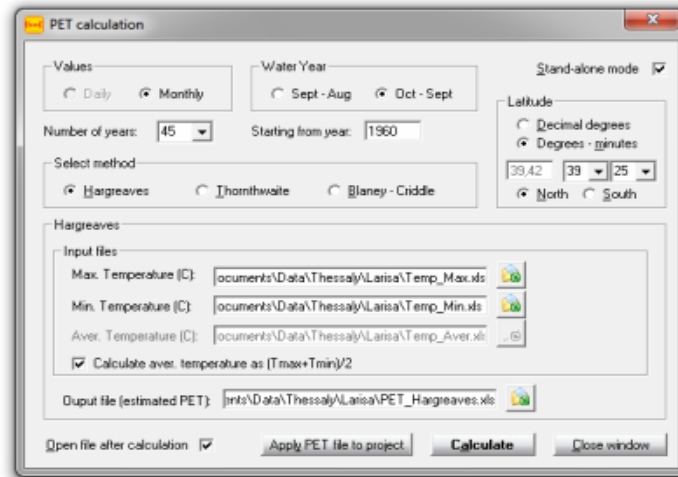 PET calculation
Values
Water Year
Stand-alone mode
Daily Monthly
Sept - Aug Oct - Sept
Latitude
Decimal degrees
Number of years: 45 Starting from year: 1960
Degrees - minutes
39,42 39 25
Select method
Hargreaves Thornthwaite Blaney - Criddle
North South
Hargreaves
Input files
Max. Temperature (C): ocuments\Data\Thessaly\Larisa\Temp_Max.xls
Min. Temperature (C): ocuments\Data\Thessaly\Larisa\Temp_Min.xls
Aver. Temperature (C): ocuments\Data\Thessaly\Larisa\Temp_Aver.xls
Calculate aver. temperature as (Tmax+Tmin)/2
Ouput file (estimated PET): ents\Data\Thessaly\Larisa\PET_Hargreaves.xls
Open file after calculation Apply PET file to project Calculate Close window